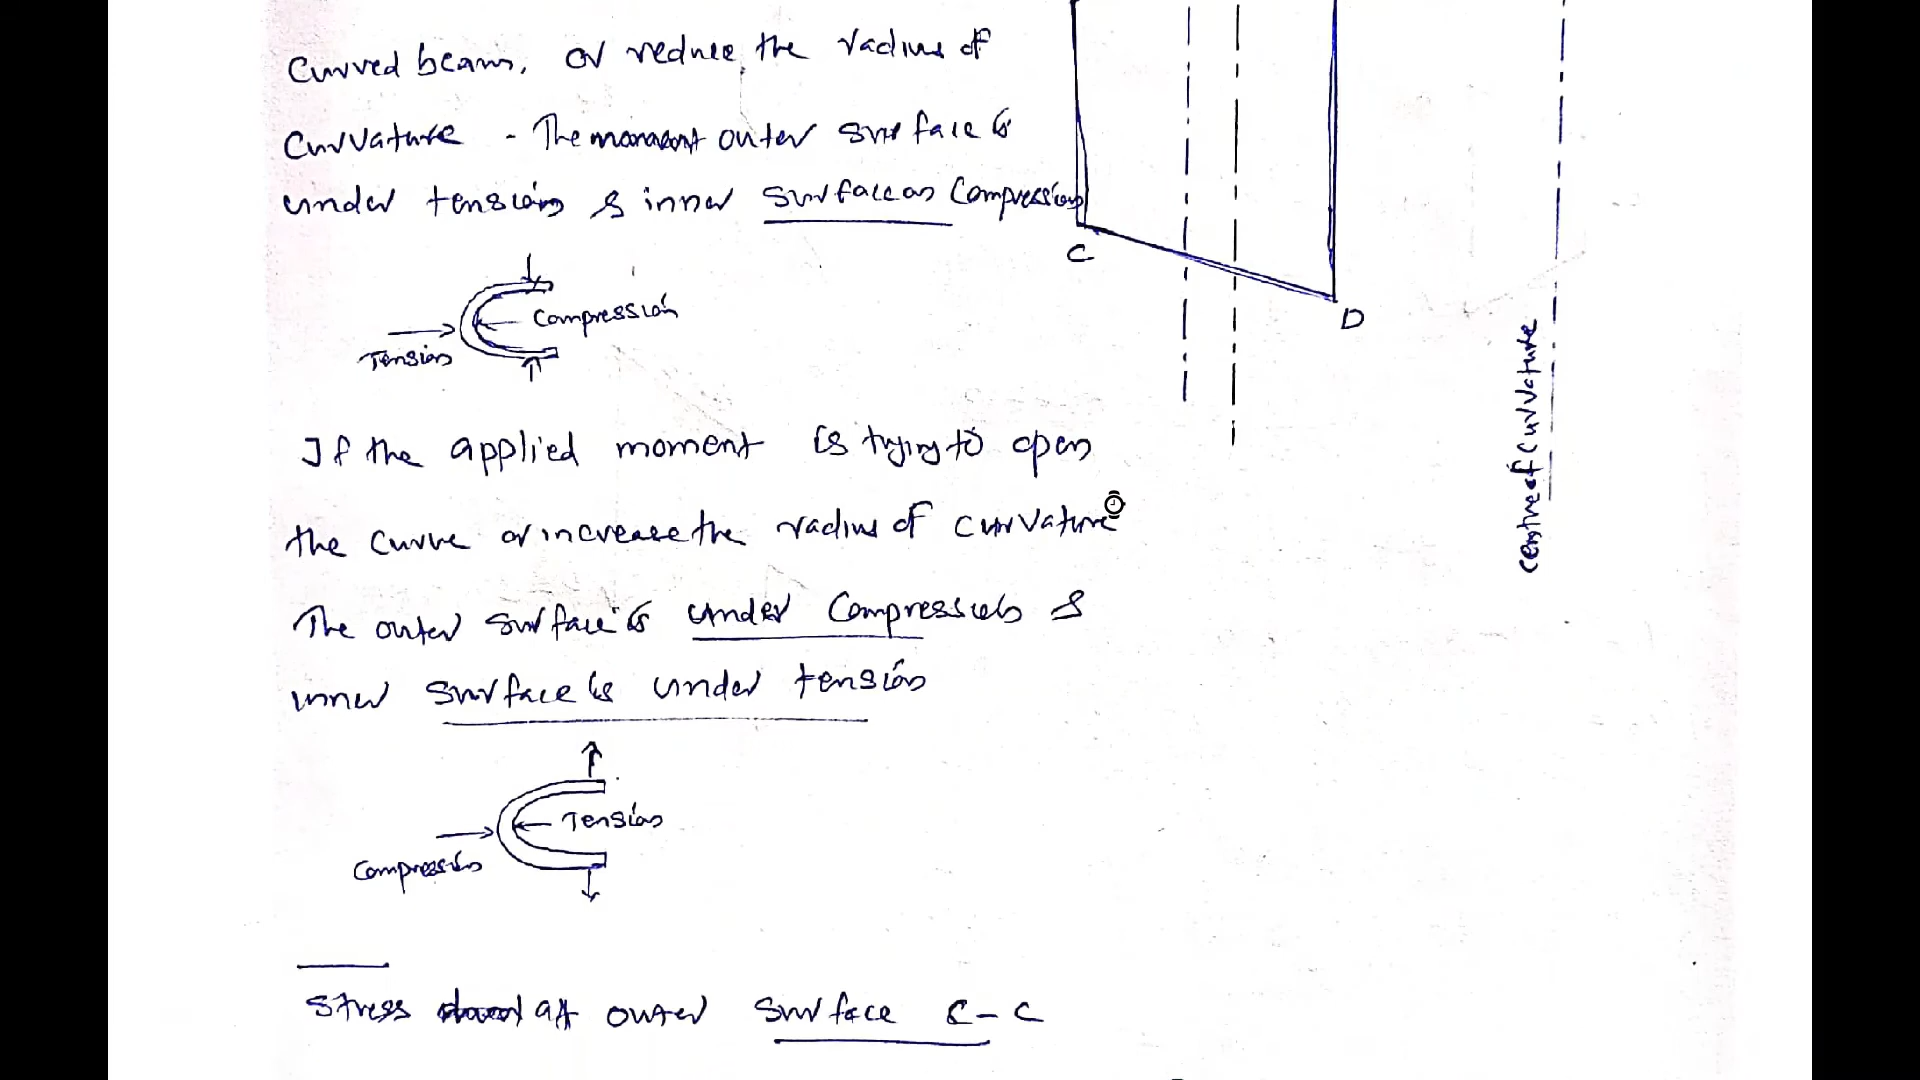 Curved beam, or reduce the radius of
Curvature - The moment outer surface is
under tension & inner surface as Compression
C
D
Compression
Tension
If the applied moment is trying to open
the curve or increase the radius of curvature
The outer surface is under Compression &
inner surface is under tension
Tension
Compression
Stress at outer surface C-C
Centre of Curvature